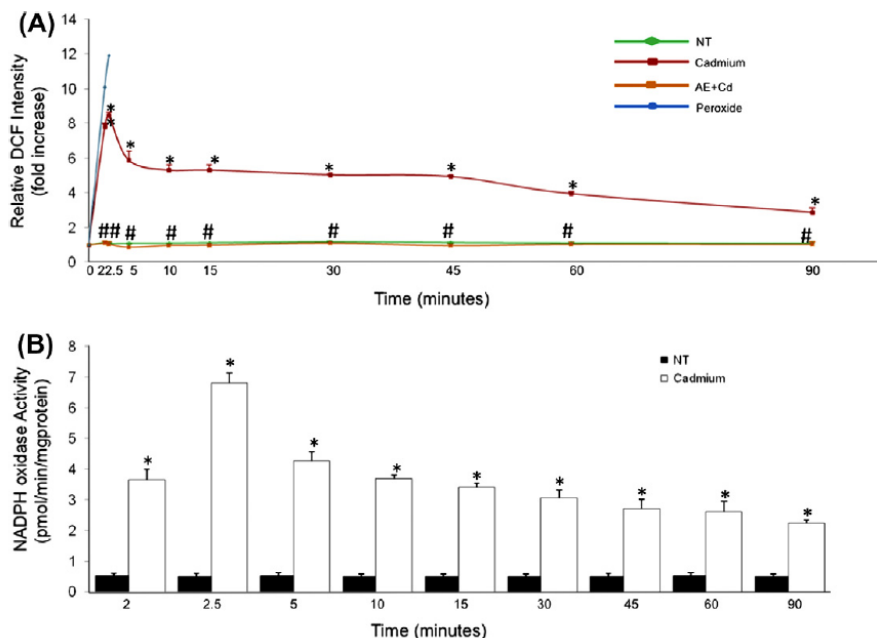 (A)
Relative DCF Intensity
(fold increase)
14
12
10
8
6
4
2
0
NT
Cadmium
AE+Cd
Peroxide
* * * * * * * * * *
## # # # # # # #
0 2 2.5 5 10 15 30 45 60 90
Time (minutes)
(B)
NADPH oxidase Activity
(pmol/min/mgprotein)
8
7
6
5
4
3
2
1
0
NT
Cadmium
* * * * * * * * *
2 2.5 5 10 15 30 45 60 90
Time (minutes)